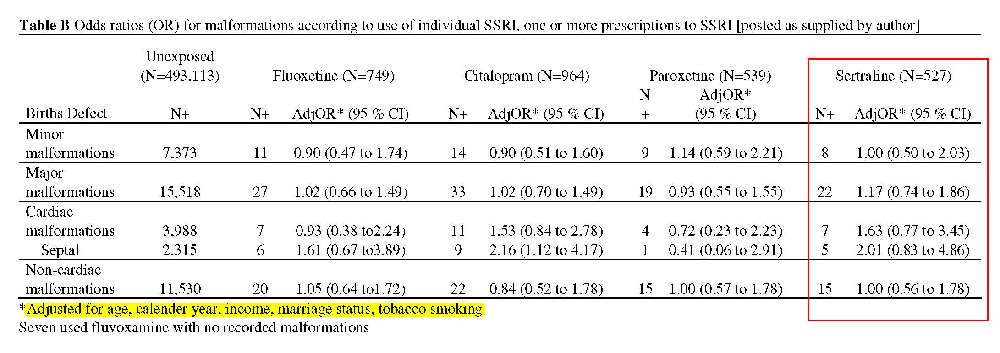 Table B Odds ratios (OR) for malformations according to use of individual SSRI, one or more prescriptions to SSRI [posted as supplied by author]
Unexposed
(N=493,113) Fluoxetine (N=749) Citalopram (N=964) Paroxetine (N=539) Sertraline (N=527)
N AdjOR*
Births Defect N+ N+ AdjOR* (95 % CI) N+ AdjOR* (95 % CI) + (95 % CI) N+ AdjOR* (95 % CI)
Minor
malformations 7,373 11 0.90 (0.47 to 1.74) 14 0.90 (0.51 to 1.60) 9 1.14 (0.59 to 2.21) 8 1.00 (0.50 to 2.03)
Major
malformations 15,518 27 1.02 (0.66 to 1.49) 33 1.02 (0.70 to 1.49) 19 0.93 (0.55 to 1.55) 22 1.17 (0.74 to 1.86)
Cardiac
malformations 3,988 7 0.93 (0.38 to2.24) 11 1.53 (0.84 to 2.78) 4 0.72 (0.23 to 2.23) 7 1.63 (0.77 to 3.45)
Septal 2,315 6 1.61 (0.67 to3.89) 9 2.16 (1.12 to 4.17) 1 0.41 (0.06 to 2.91) 5 2.01 (0.83 to 4.86)
Non-cardiac
malformations 11,530 20 1.05 (0.64 to1.72) 22 0.84 (0.52 to 1.78) 15 1.00 (0.57 to 1.78) 15 1.00 (0.56 to 1.78)
*Adjusted for age, calender year, income, marriage status, tobacco smoking
Seven used fluvoxamine with no recorded malformations